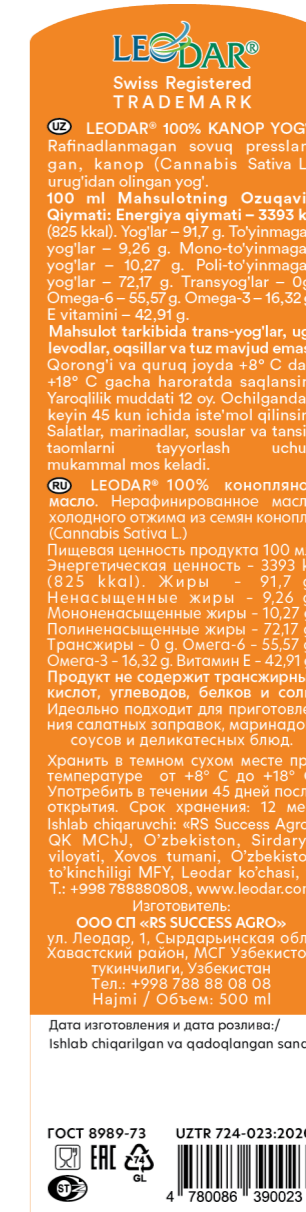 LEODAR®
Swiss Registered
TRADEMARK
UZ LEODAR® 100% KANOP YOG'
Rafinadlanmagan sovuq presslan
gan, kanop (Cannabis Sativa L
urug'idan olingan yog'.
100 ml Mahsulotning Ozuqavi
Qiymati: Energiya qiymati – 3393 k
(825 kkal). Yog'lar – 91,7 g. To'yinmaga
yog'lar – 9,26 g. Mono-to'yinmaga
yog'lar – 10,27 g. Poli-to'yinmaga
yog'lar – 72,17 g. Transyog'lar – 0g
Omega-6 – 55,57 g. Omega-3 – 16,32 g
E vitamini – 42,91 g.
Mahsulot tarkibida trans-yog'lar, ug
levodlar, oqsillar va tuz mavjud emas
Qorong'i va quruq joyda +8° C da
+18° C gacha haroratda saqlansin
Yaroqlilik muddati 12 oy. Ochilganda
keyin 45 kun ichida iste'mol qilinsin
Salatlar, marinadlar, souslar va tansi
taomlarni tayyorlash uchu
mukammal mos keladi.
RU LEODAR® 100% конопляно
масло. Нерафинированное масл
холодного отжима из семян конопл
(Cannabis Sativa L.)
Пищевая ценность продукта 100 м
Энергетическая ценность - 3393 k
(825 kkal). Жиры - 91,7 g
Ненасыщенные жиры - 9,26 g
Мононенасыщенные жиры - 10,27 g
Полиненасыщенные жиры - 72,17 g
Трансжиры - 0 g. Омега-6 - 55,57 g
Омега-3 - 16,32 g. Витамин Е - 42,91 g
Продукт не содержит трансжирны
кислот, углеводов, белков и соли
Идеально подходит для приготовле
ния салатных заправок, маринадо
соусов и деликатесных блюд.
Хранить в темном сухом месте пр
температуре от +8° С до +18° С
Употребить в течении 45 дней посл
открытия. Срок хранения: 12 ме
Ishlab chiqaruvchi: «RS Success Agro
QK MChJ, O'zbekiston, Sirdary
viloyati, Xovos tumani, O'zbekisto
to'kinchiligi MFY, Leodar ko'chasi,
T.: +998 788880808, www.leodar.com
Изготовитель:
ООО СП «RS SUCCESS AGRO»
ул. Леодар, 1, Сырдарьинская обл
Хавастский район, МСГ Узбекисто
тукинчилиги, Узбекистан
Тел.: +998 788 88 08 08
Hajmi / Объем: 500 ml
Дата изготовления и дата розлива:/
Ishlab chiqarilgan va qadoqlangan sana
ГОСТ 8989-73 UZTR 724-023:2020
EAC 74
GL
ST
4 780086 390023